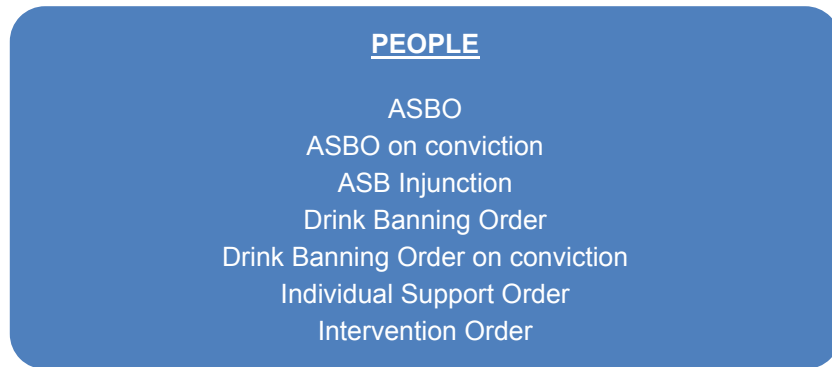 PEOPLE
ASBO
ASBO on conviction
ASB Injunction
Drink Banning Order
Drink Banning Order on conviction
Individual Support Order
Intervention Order